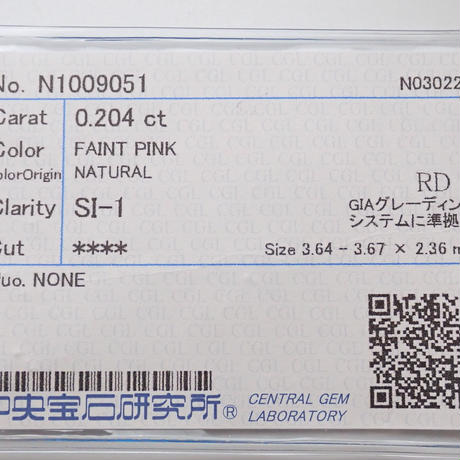 No. N1009051 N03022
Carat 0.204 ct
Color FAINT PINK
ColorOrigin NATURAL
RD
Clarity SI-1
GIAグレーディン
システムに準拠
Cut ****
Size 3.64 - 3.67 × 2.36 m
Fluo. NONE
中央宝石研究所® CENTRAL GEM
LABORATORY